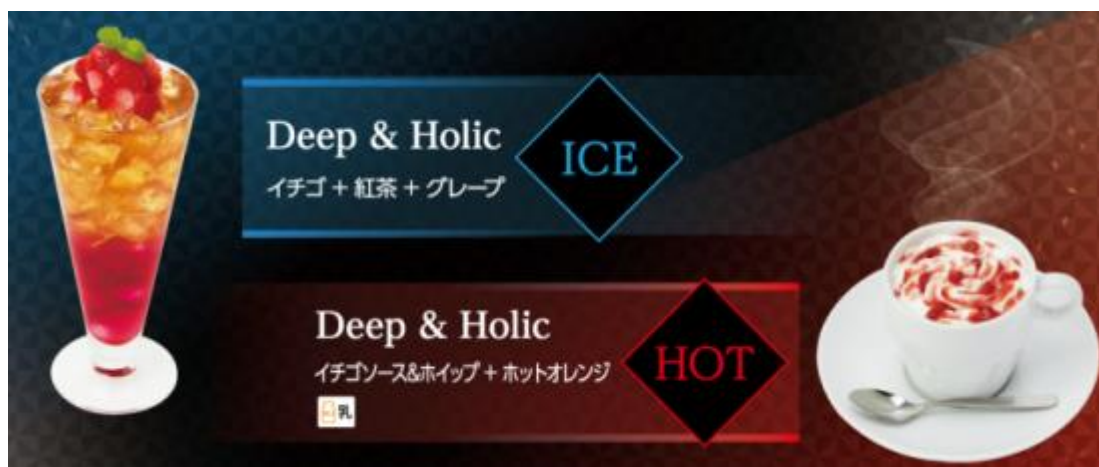 Deep & Holic
イチゴ + 紅茶 + グレープ
ICE
Deep & Holic
イチゴソース&ホイップ + ホットオレンジ
HOT
乳